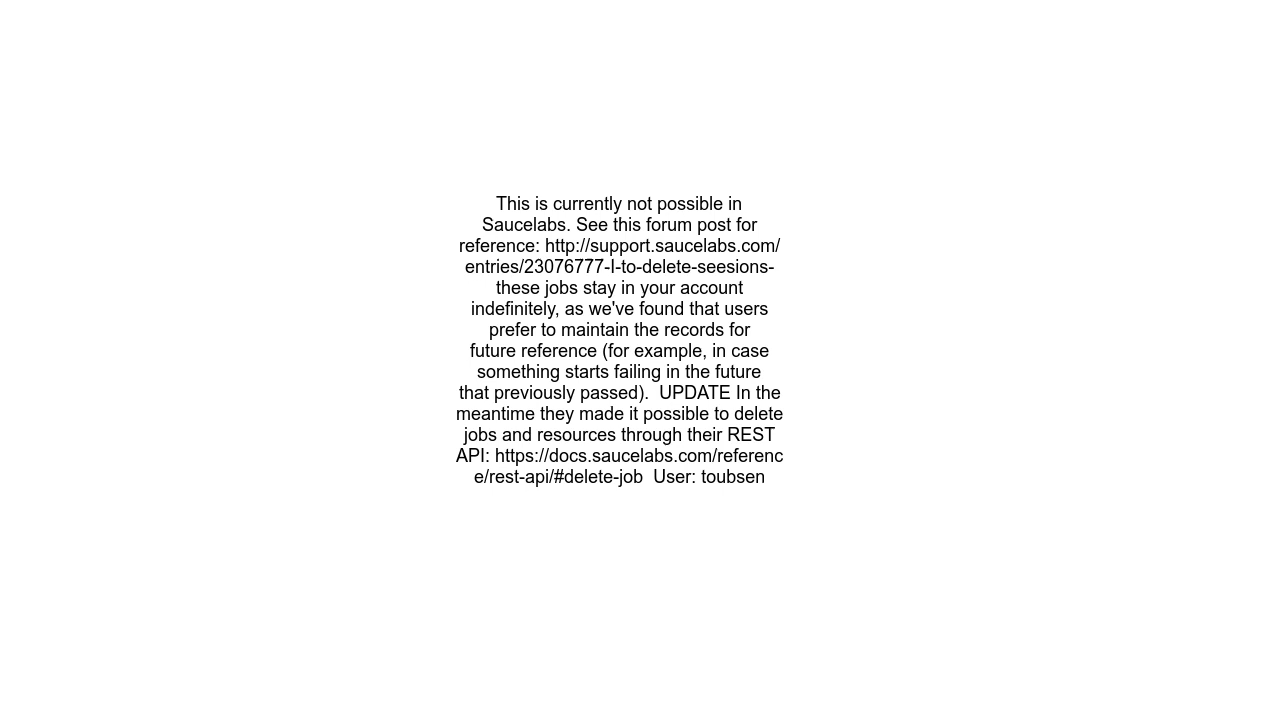 This is currently not possible in
Saucelabs. See this forum post for
reference: http://support.saucelabs.com/
entries/23076777-I-to-delete-seesions-
these jobs stay in your account
indefinitely, as we've found that users
prefer to maintain the records for
future reference (for example, in case
something starts failing in the future
that previously passed).  UPDATE In the
meantime they made it possible to delete
jobs and resources through their REST
API: https://docs.saucelabs.com/referenc
e/rest-api/#delete-job  User: toubsen